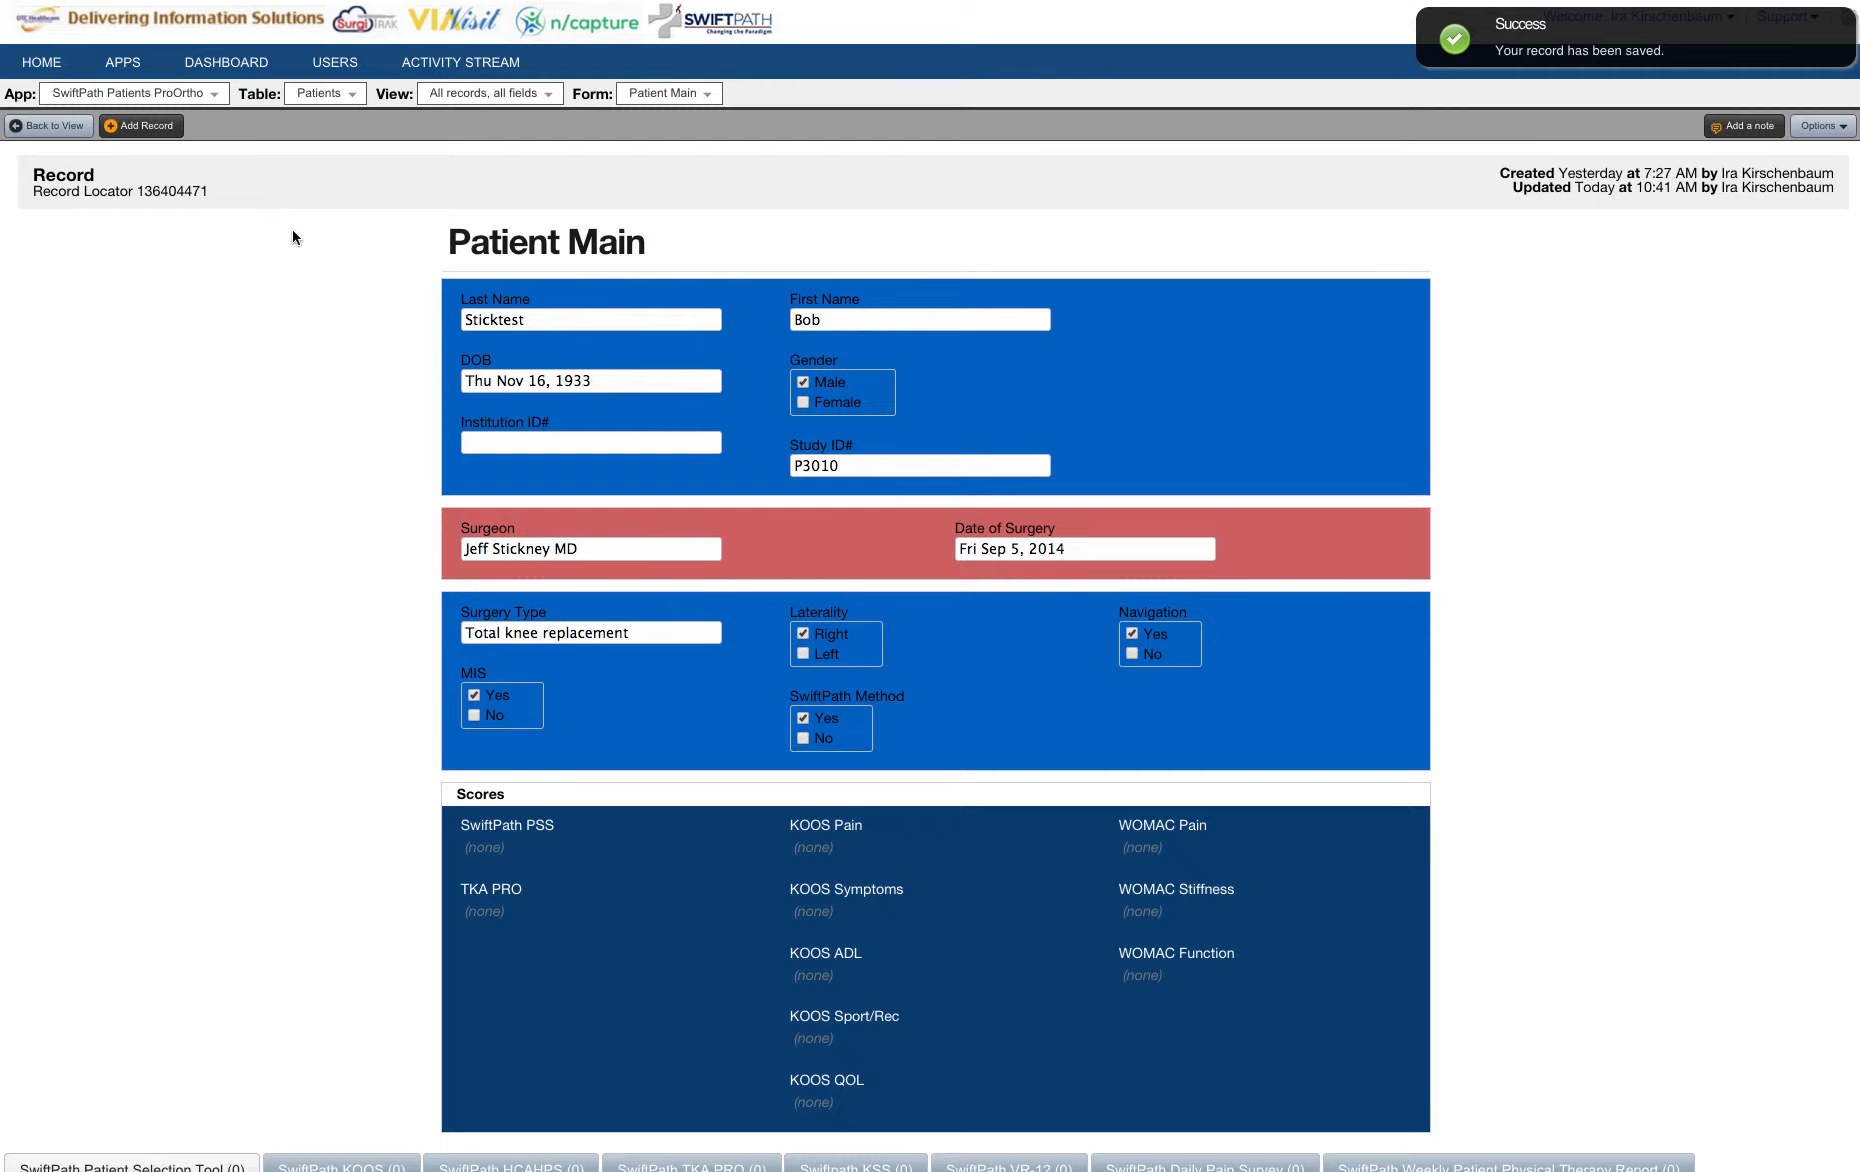 Delivering Information Solutions SurgiTRAK VIVisit n/capture SWIFTPATH
Changing the Paradigm
Welcome, Ira Kirschenbaum Support
Success
Your record has been saved.
HOME APPS DASHBOARD USERS ACTIVITY STREAM
App: SwiftPath Patients ProOrtho Table: Patients View: All records, all fields Form: Patient Main
Back to View Add Record Add a note Options
Record
Record Locator 136404471
Created Yesterday at 7:27 AM by Ira Kirschenbaum
Updated Today at 10:41 AM by Ira Kirschenbaum
Patient Main
Last Name First Name
Sticktest Bob
DOB Gender
Thu Nov 16, 1933 Male
Female
Institution ID#
Study ID#
P3010
Surgeon Date of Surgery
Jeff Stickney MD Fri Sep 5, 2014
Surgery Type Laterality Navigation
Total knee replacement Right Yes
Left No
MIS
Yes SwiftPath Method
No Yes
No
Scores
SwiftPath PSS KOOS Pain WOMAC Pain
(none) (none) (none)
TKA PRO KOOS Symptoms WOMAC Stiffness
(none) (none) (none)
KOOS ADL WOMAC Function
(none) (none)
KOOS Sport/Rec
(none)
KOOS QOL
(none)
SwiftPath Patient Selection Tool (0) SwiftPath KOOS (0) SwiftPath HCAHPS (0) SwiftPath TKA PRO (0) Swiftpath KSS (0) SwiftPath VR-12 (0) SwiftPath Daily Pain Survey (0) SwiftPath Weekly Patient Physical Therapy Report (0)